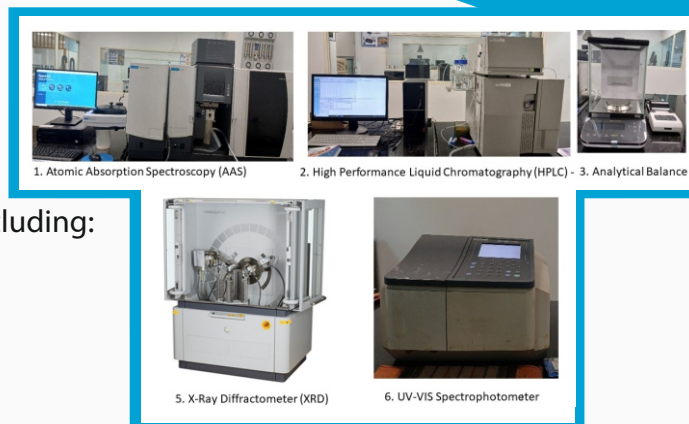 1. Atomic Absorption Spectroscopy (AAS)
2. High Performance Liquid Chromatography (HPLC) -
3. Analytical Balance
cluding:
5. X-Ray Diffractometer (XRD)
6. UV-VIS Spectrophotometer